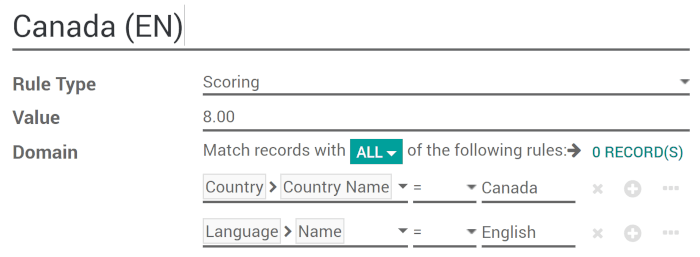 Canada (EN)
Rule Type Scoring
Value 8.00
Domain Match records with ALL of the following rules: 0 RECORD(S)
Country Country Name = Canada
Language Name = English